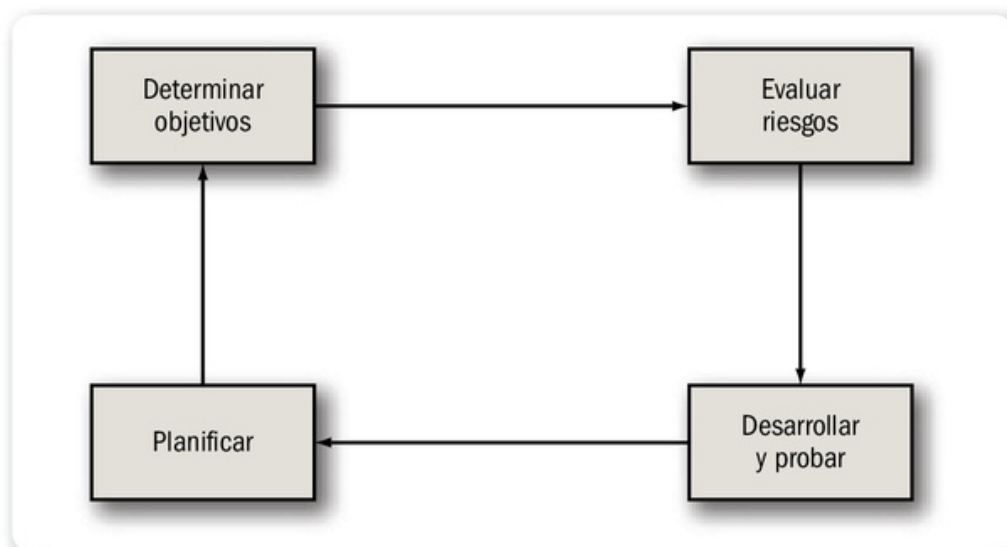 Determinar
objetivos
Evaluar
riesgos
Planificar
Desarrollar
y probar